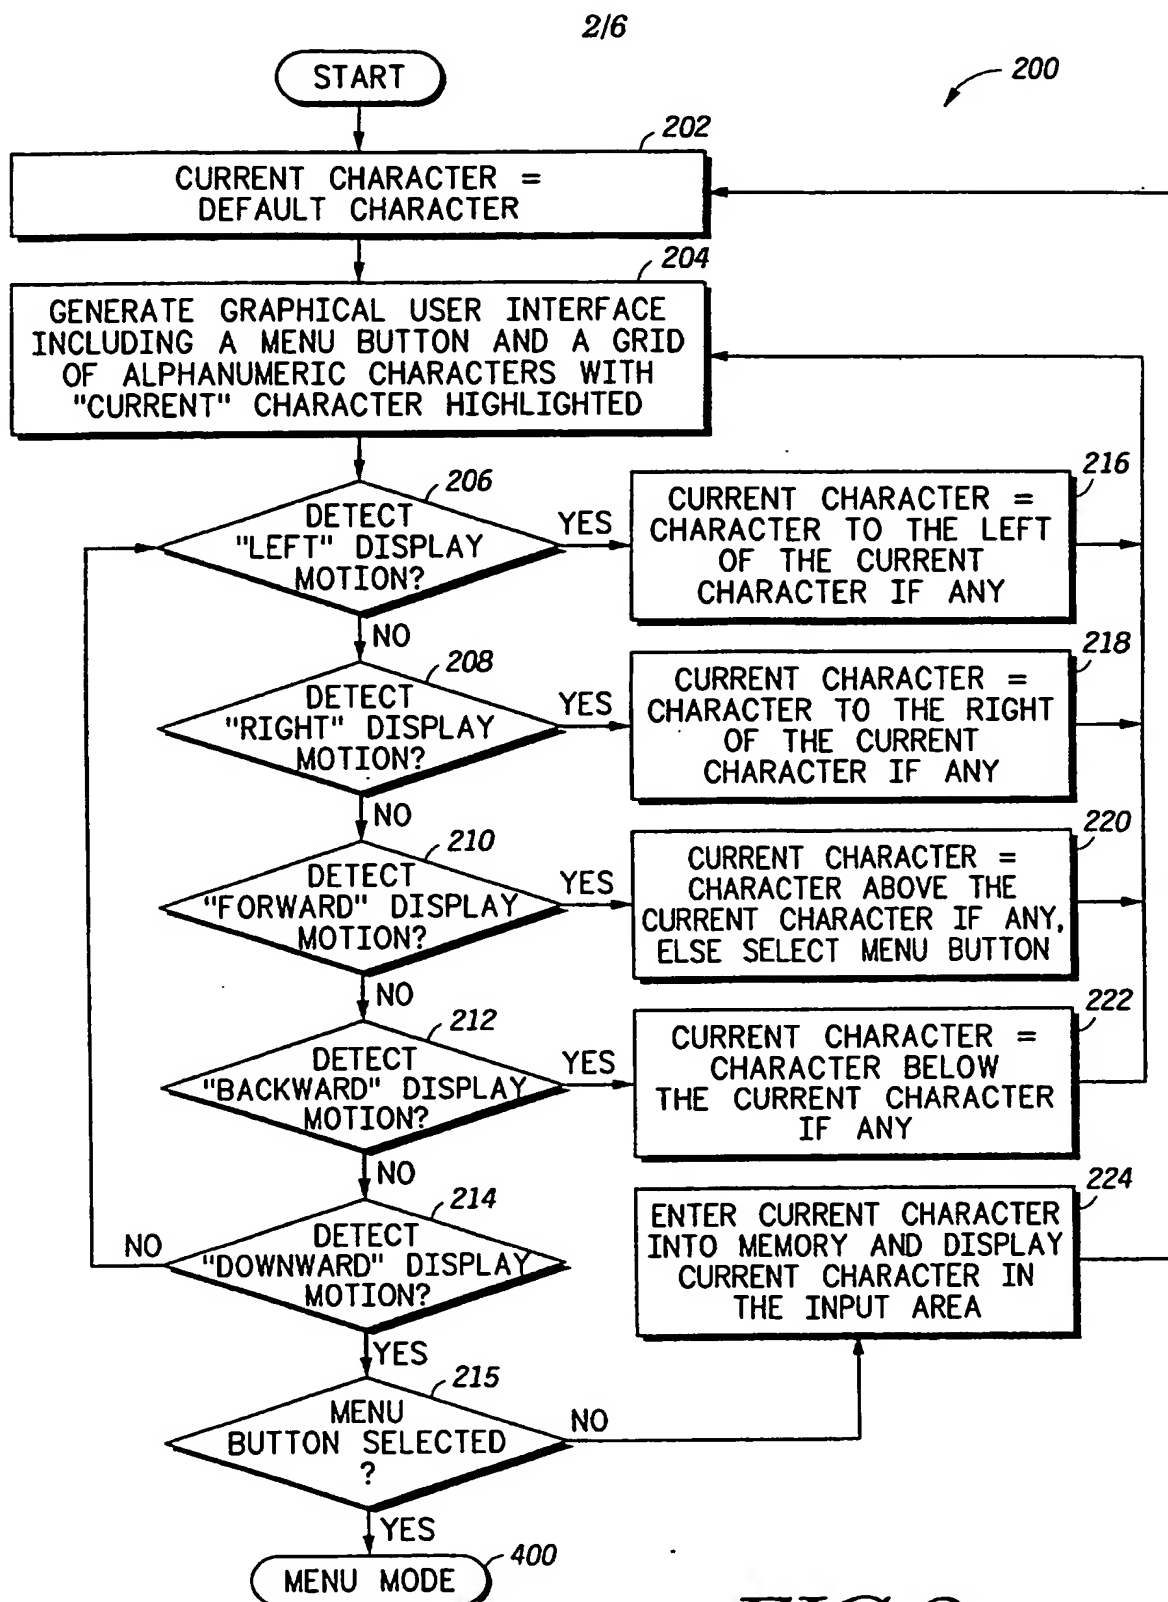 2/6
200
START
202
CURRENT CHARACTER =
DEFAULT CHARACTER
204
GENERATE GRAPHICAL USER INTERFACE
INCLUDING A MENU BUTTON AND A GRID
OF ALPHANUMERIC CHARACTERS WITH
"CURRENT" CHARACTER HIGHLIGHTED
206
DETECT
"LEFT" DISPLAY
MOTION?
YES
NO
216
CURRENT CHARACTER =
CHARACTER TO THE LEFT
OF THE CURRENT
CHARACTER IF ANY
208
DETECT
"RIGHT" DISPLAY
MOTION?
YES
NO
218
CURRENT CHARACTER =
CHARACTER TO THE RIGHT
OF THE CURRENT
CHARACTER IF ANY
210
DETECT
"FORWARD" DISPLAY
MOTION?
YES
NO
220
CURRENT CHARACTER =
CHARACTER ABOVE THE
CURRENT CHARACTER IF ANY,
ELSE SELECT MENU BUTTON
212
DETECT
"BACKWARD" DISPLAY
MOTION?
YES
NO
222
CURRENT CHARACTER =
CHARACTER BELOW
THE CURRENT CHARACTER
IF ANY
214
DETECT
"DOWNWARD" DISPLAY
MOTION?
NO
YES
224
ENTER CURRENT CHARACTER
INTO MEMORY AND DISPLAY
CURRENT CHARACTER IN
THE INPUT AREA
215
MENU
BUTTON SELECTED
?
NO
YES
400
MENU MODE